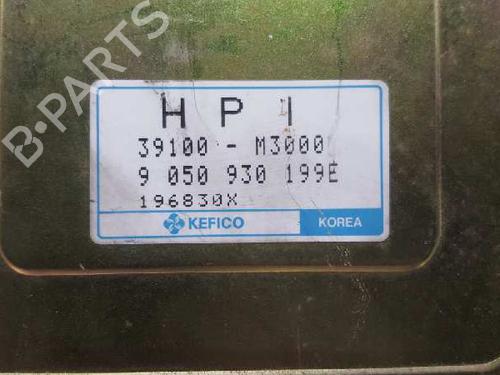 H P I
39100 - M3000
9 050 930 199E
196830X
KEFICO KOREA
B-PARTS